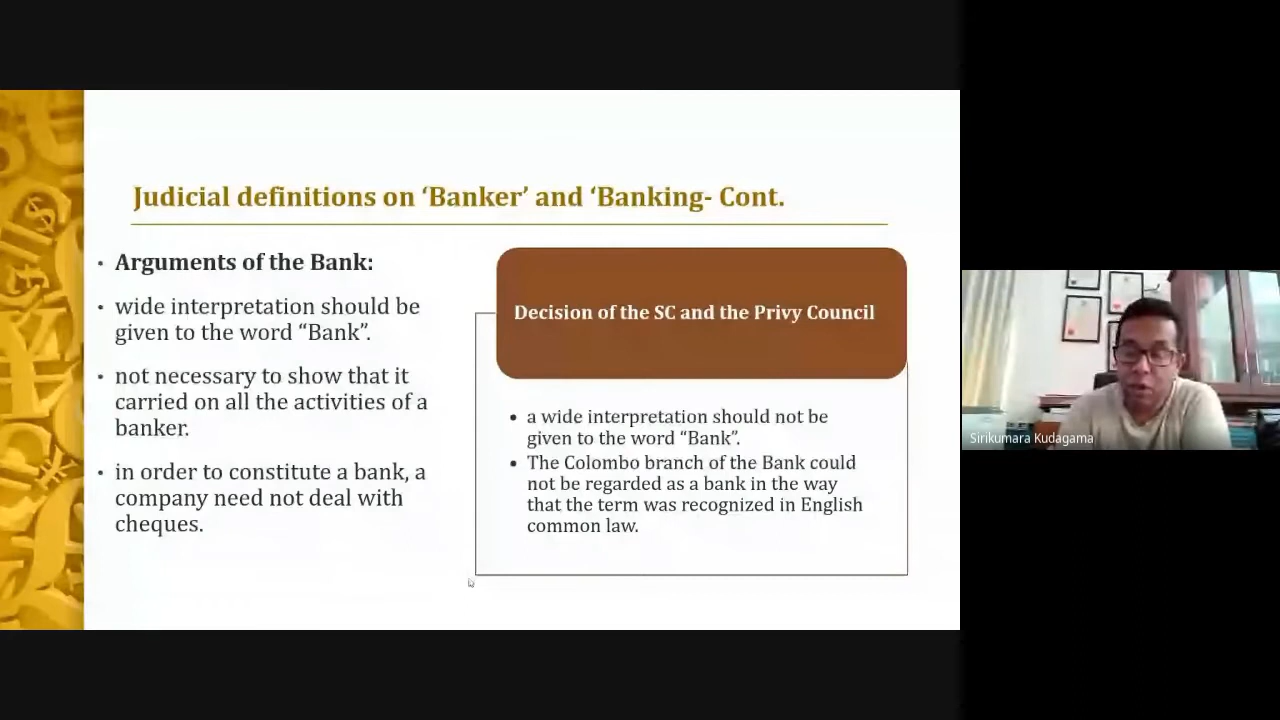 Judicial definitions on ‘Banker’ and ‘Banking- Cont.
• Arguments of the Bank:
• wide interpretation should be
given to the word “Bank”.
• not necessary to show that it
carried on all the activities of a
banker.
• in order to constitute a bank, a
company need not deal with
cheques.
Decision of the SC and the Privy Council
• a wide interpretation should not be
given to the word “Bank”.
• The Colombo branch of the Bank could
not be regarded as a bank in the way
that the term was recognized in English
common law.
Sirikumara Kudagama